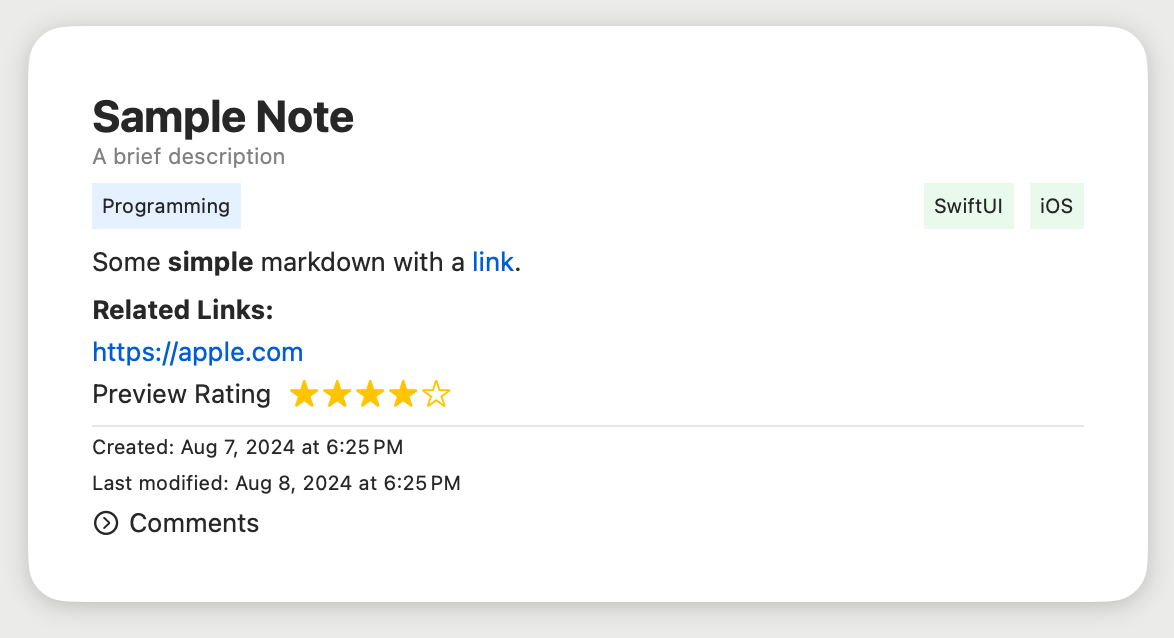 Sample Note
A brief description
Programming SwiftUI iOS
Some simple markdown with a link.
Related Links:
https://apple.com
Preview Rating
Created: Aug 7, 2024 at 6:25 PM
Last modified: Aug 8, 2024 at 6:25 PM
Comments